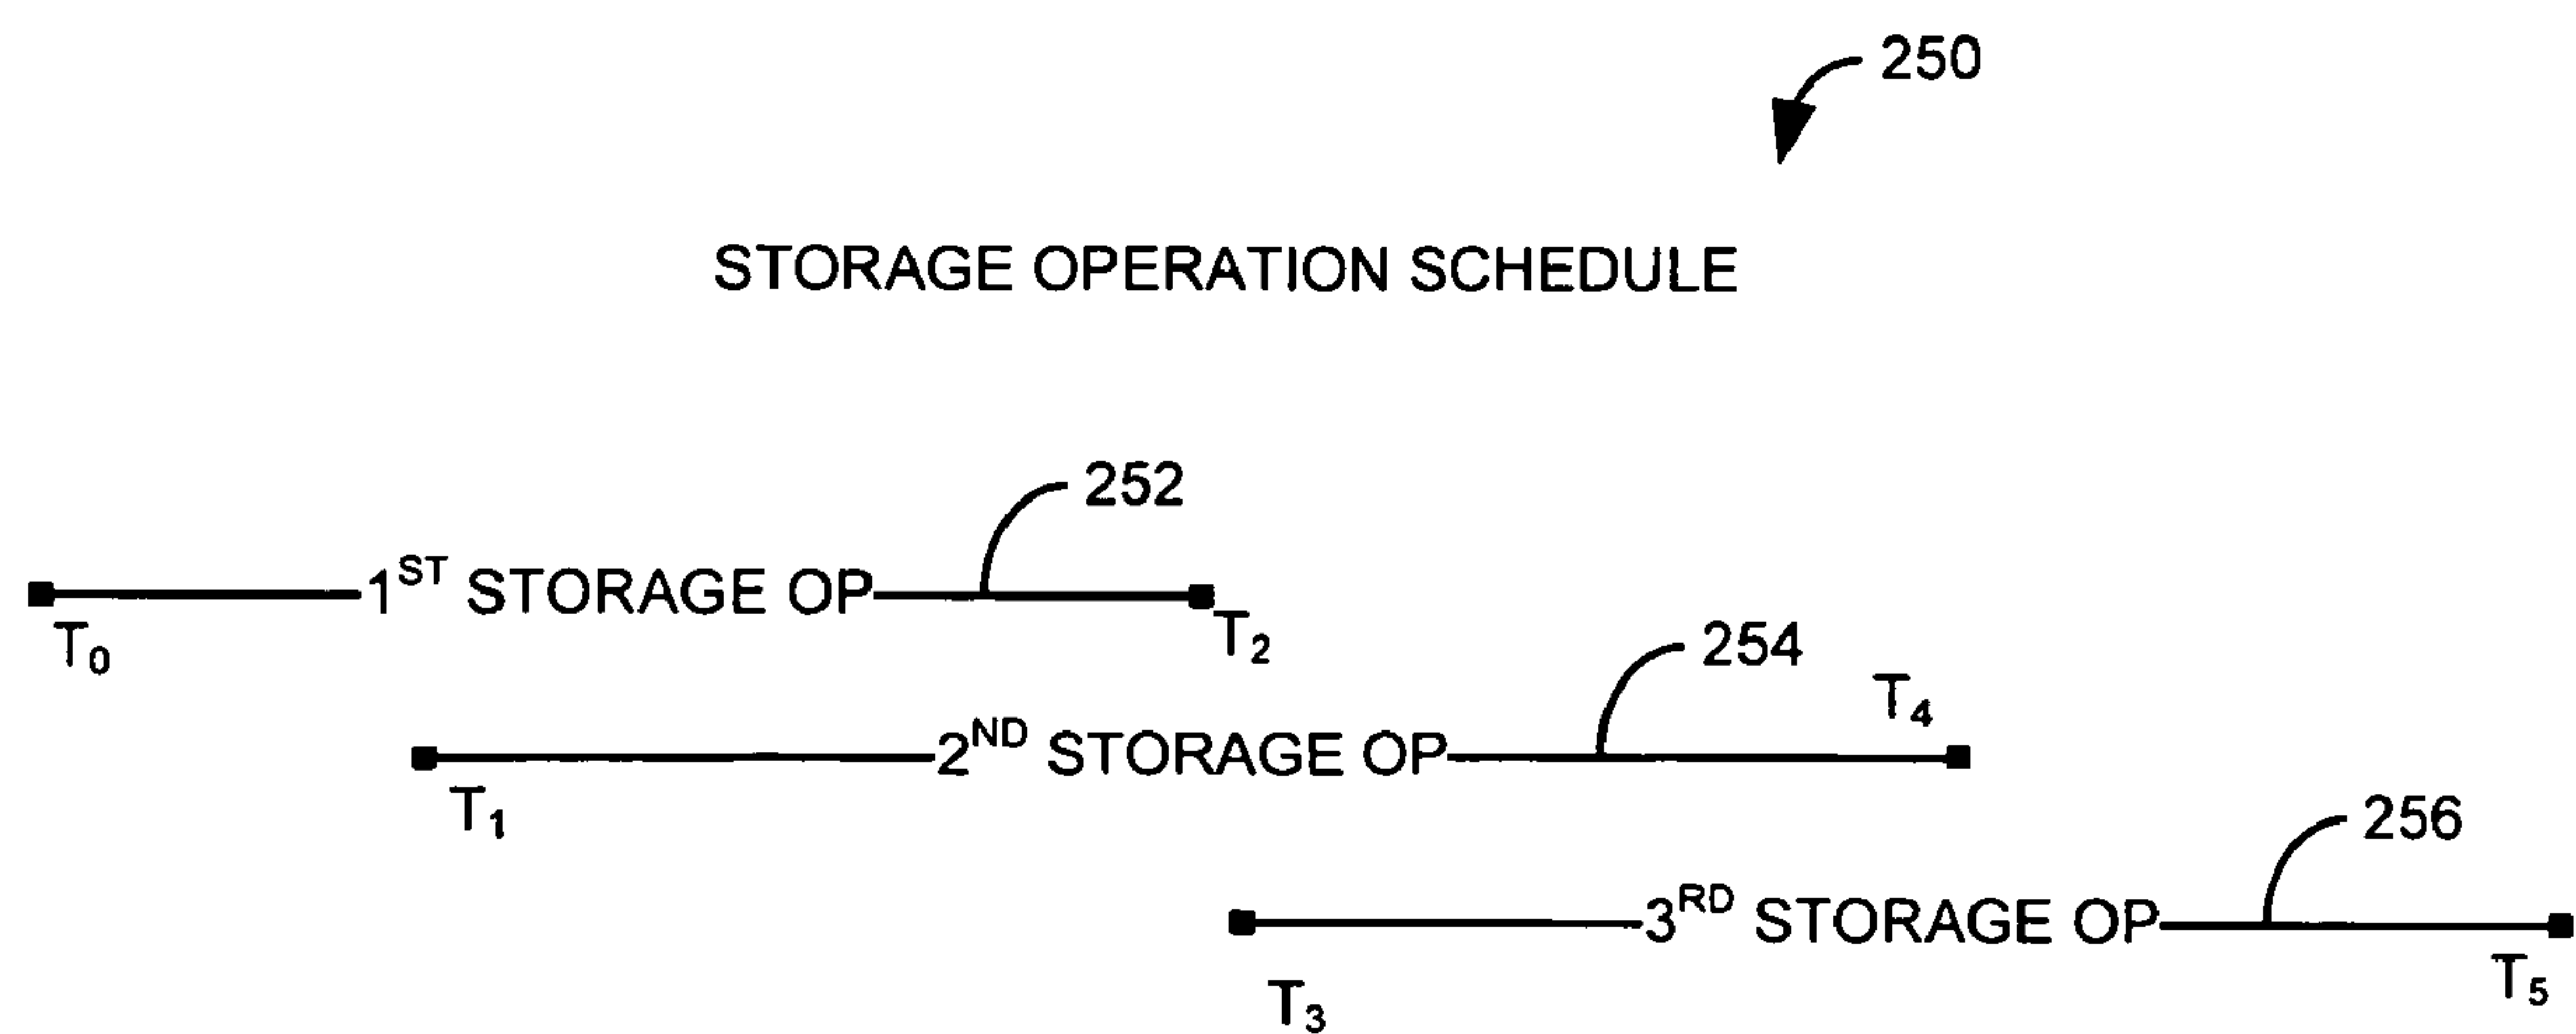 250
STORAGE OPERATION SCHEDULE
252
1ST STORAGE OP
T0
T2
254
T4
2ND STORAGE OP
T1
256
3RD STORAGE OP
T3
T5